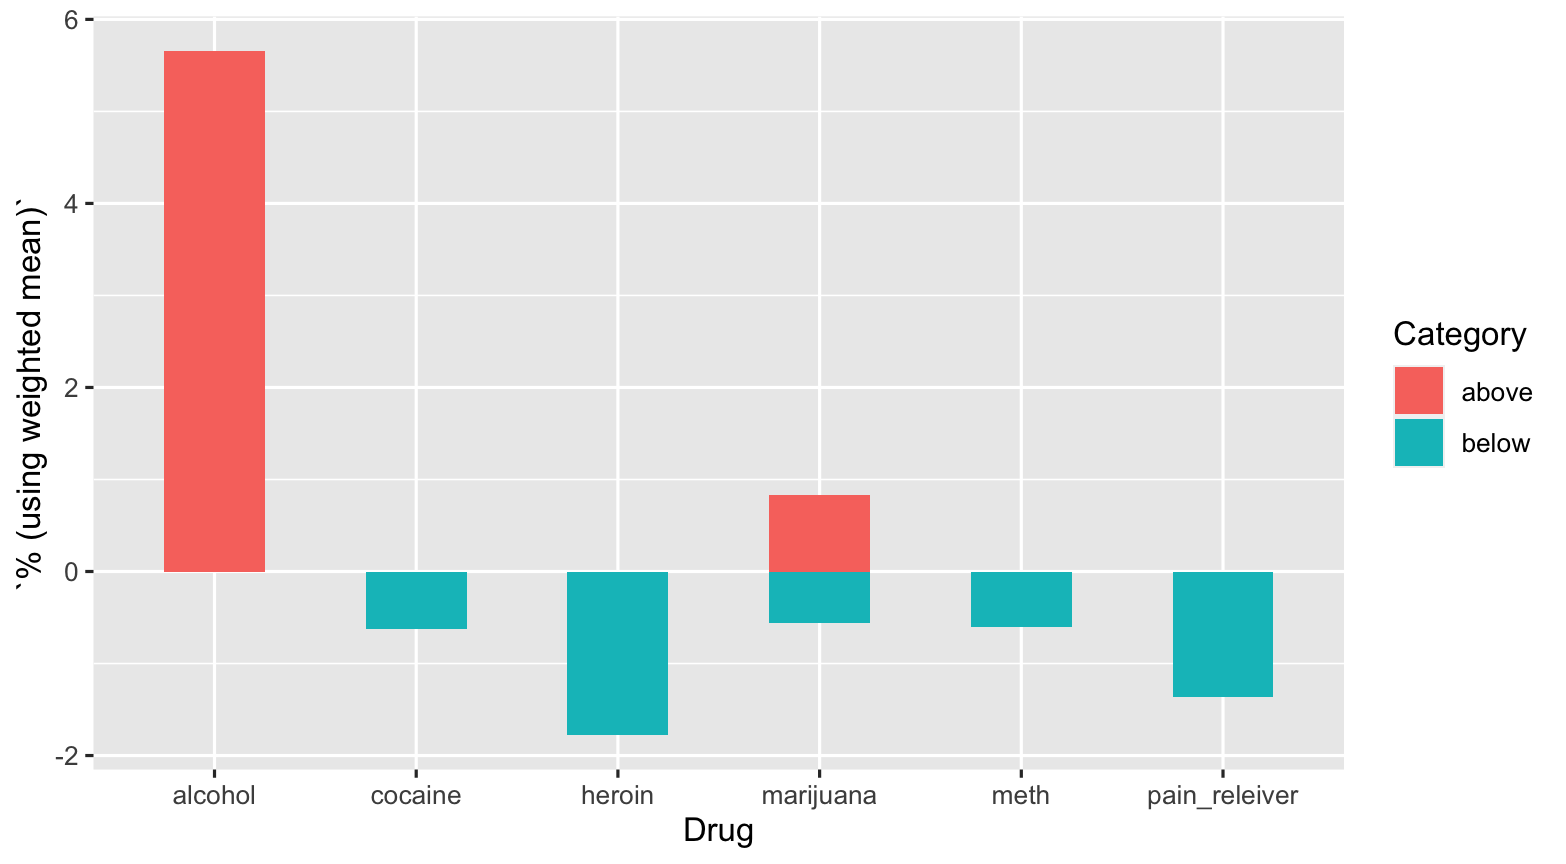 6
4
2
0
-2
`% (using weighted mean)`
alcohol
cocaine
heroin
marijuana
meth
pain_releiver
Drug
Category
above
below